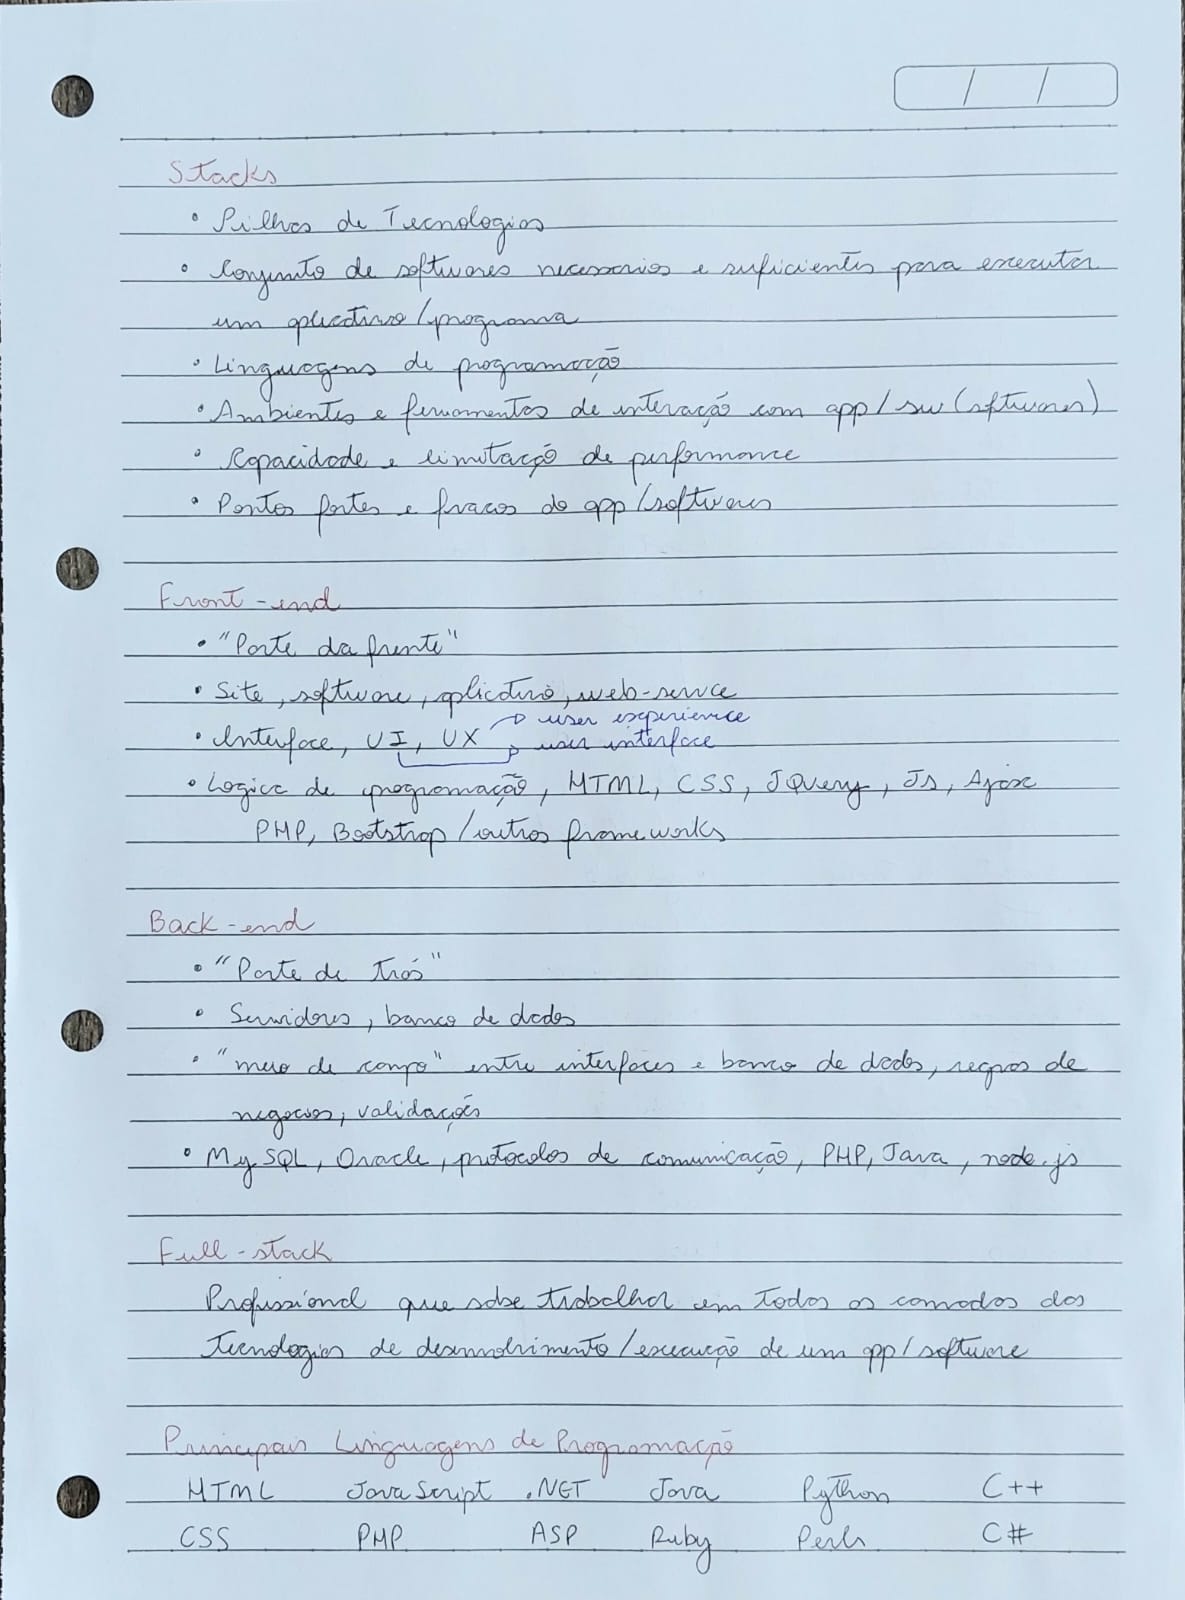 / /
Stacks
• Pilhas de Tecnologias
• Conjunto de softwares necessarios e suficientes para executar
um aplicativo/programa
• Linguagens de programação
• Ambientes e ferramentas de interação com app/sw (softwares)
• Capacidade e limitação de performance
• Pontos fortes e fracos do app/softwares
Front-end
• "Parte da frente"
• Site, software, aplicativo, web-service
user experience
• Interface, UI, UX user interface
• Logica de programação, HTML, CSS, JQuery, JS, Ajax
PHP, Bootstrap/outros frameworks
Back-end
• "Parte de trás"
• Servidores, banco de dados
• "meio de campo" entre interfaces e banco de dados, regras de
negocios, validações
• MySQL, Oracle, protocolos de comunicação, PHP, Java, node.js
Full-stack
Profissional que sabe trabalhar em todos as camadas das
tecnologias de desenvolvimento/execução de um app/software
Principais Linguagens de Programação
HTML JavaScript .NET Java Python C++
CSS PHP ASP Ruby Perls C#